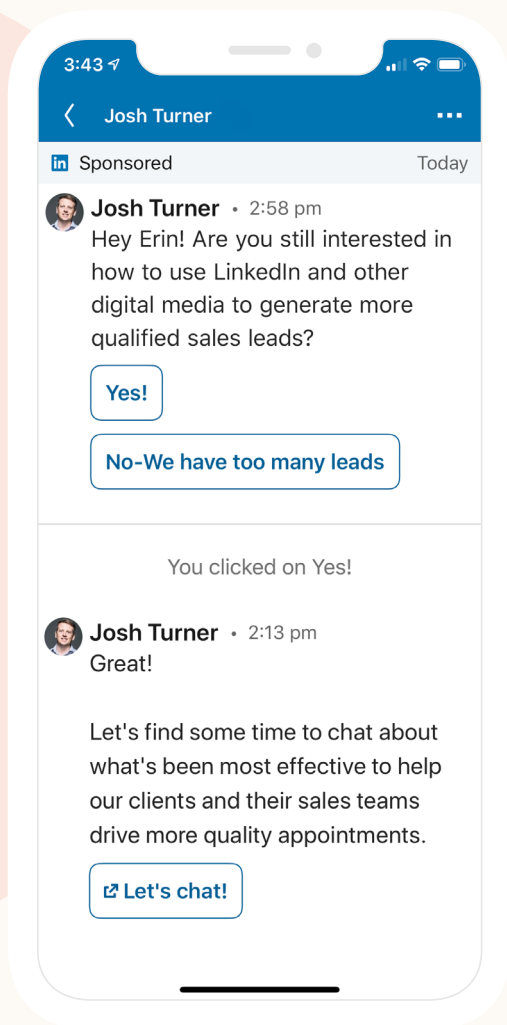 3:43
Josh Turner
in Sponsored Today
Josh Turner • 2:58 pm
Hey Erin! Are you still interested in
how to use LinkedIn and other
digital media to generate more
qualified sales leads?
Yes!
No-We have too many leads
You clicked on Yes!
Josh Turner • 2:13 pm
Great!
Let's find some time to chat about
what's been most effective to help
our clients and their sales teams
drive more quality appointments.
Let's chat!